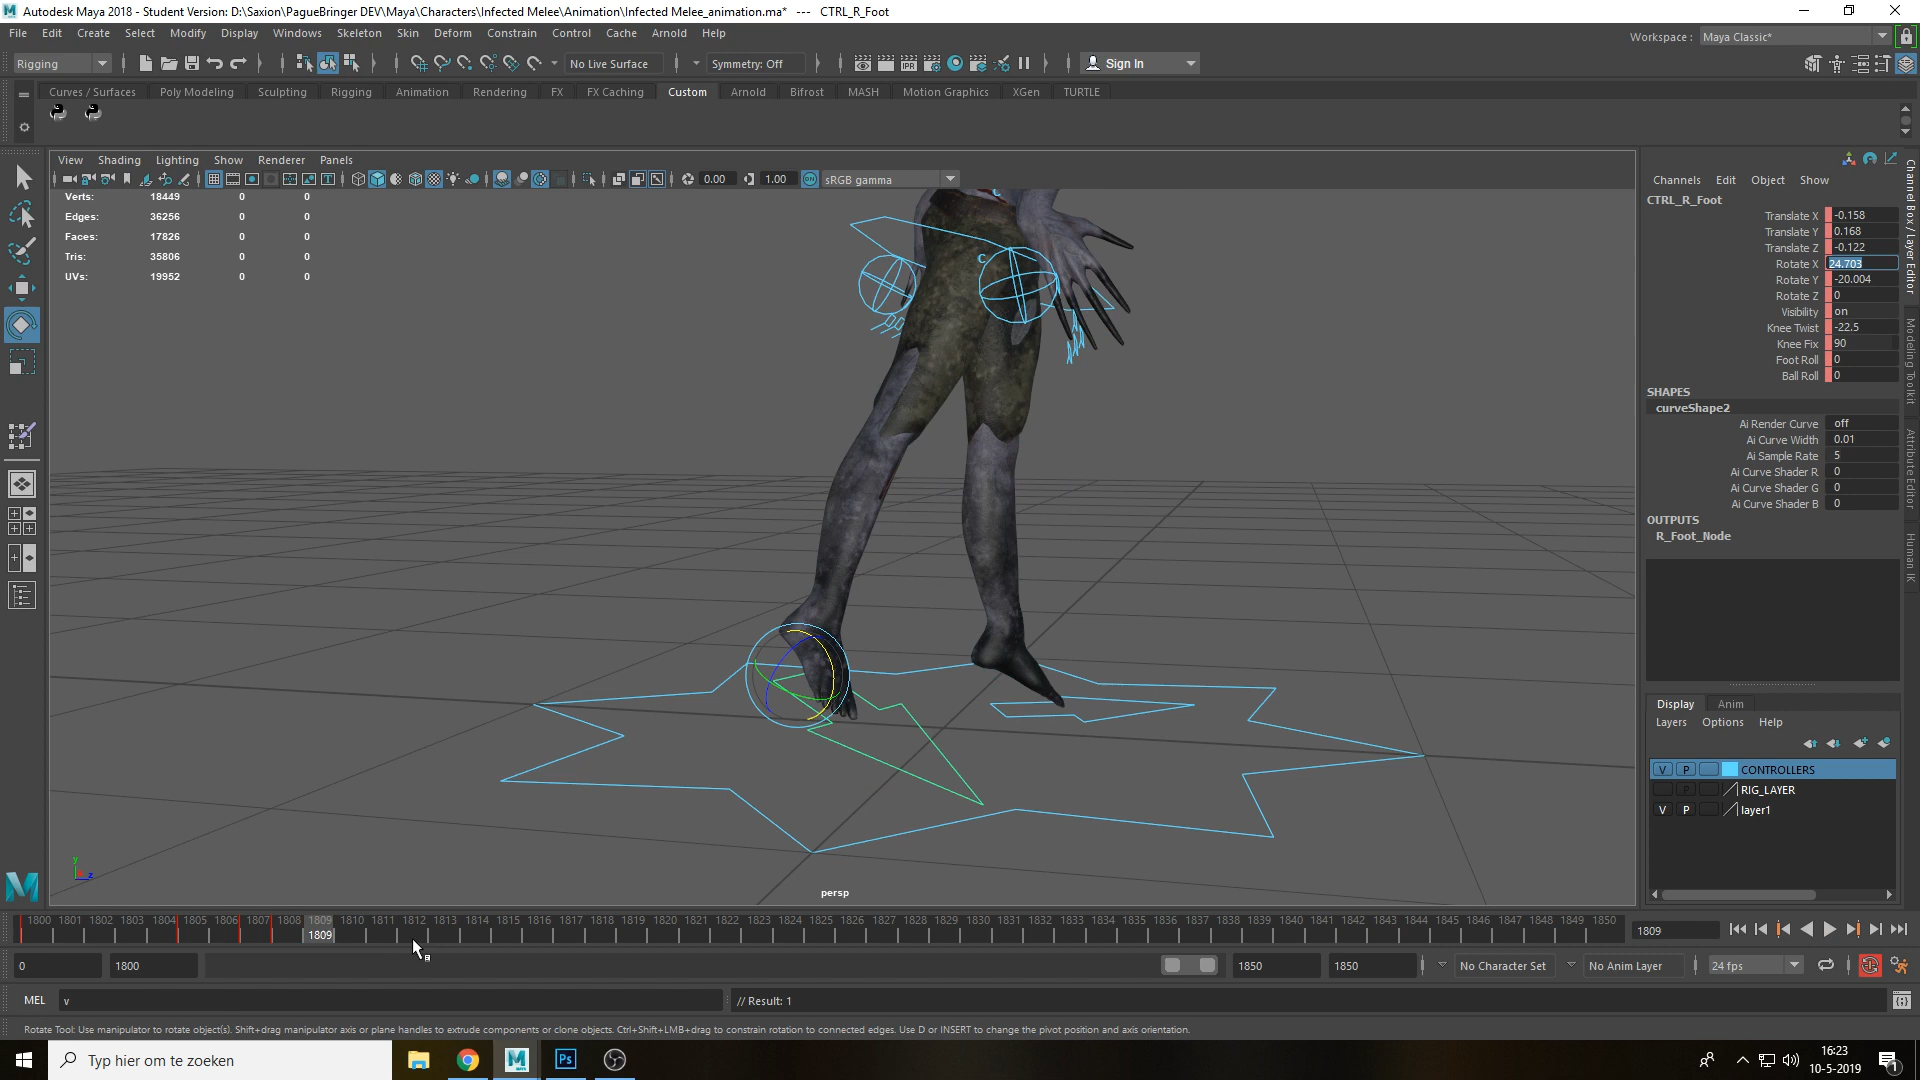 Autodesk Maya 2018 - Student Version: D:\Saxion\PagueBringer DEV\Maya\Characters\Infected Melee\Animation\Infected Melee_animation.ma* --- CTRL_R_Foot
File Edit Create Select Modify Display Windows Skeleton Skin Deform Constrain Control Cache Arnold Help
Workspace : Maya Classic*
Rigging No Live Surface Symmetry: Off IPR Sign In
Curves / Surfaces Poly Modeling Sculpting Rigging Animation Rendering FX FX Caching Custom Arnold Bifrost MASH Motion Graphics XGen TURTLE
View Shading Lighting Show Renderer Panels
0.00 1.00 ON sRGB gamma
Verts: 18449 0 0
Edges: 36256 0 0
Faces: 17826 0 0
Tris: 35806 0 0
UVs: 19952 0 0
C
C
y
z
persp
Channels Edit Object Show
CTRL_R_Foot
Translate X -0.158
Translate Y 0.168
Translate Z -0.122
Rotate X 24.703
Rotate Y -20.004
Rotate Z 0
Visibility on
Knee Twist -22.5
Knee Fix 90
Foot Roll 0
Ball Roll 0
SHAPES
curveShape2
Ai Render Curve off
Ai Curve Width 0.01
Ai Sample Rate 5
Ai Curve Shader R 0
Ai Curve Shader G 0
Ai Curve Shader B 0
OUTPUTS
R_Foot_Node
Channel Box / Layer Editor
Modeling Toolkit
Attribute Editor
Human IK
Display Anim
Layers Options Help
V P CONTROLLERS
P RIG_LAYER
V P layer1
1800 1801 1802 1803 1804 1805 1806 1807 1808 1809 1810 1811 1812 1813 1814 1815 1816 1817 1818 1819 1820 1821 1822 1823 1824 1825 1826 1827 1828 1829 1830 1831 1832 1833 1834 1835 1836 1837 1838 1839 1840 1841 1842 1843 1844 1845 1846 1847 1848 1849 1850
1809 1809
0 1800 1850 1850 No Character Set No Anim Layer 24 fps
MEL v // Result: 1
Rotate Tool: Use manipulator to rotate object(s). Shift+drag manipulator axis or plane handles to extrude components or clone objects. Ctrl+Shift+LMB+drag to constrain rotation to connected edges. Use D or INSERT to change the pivot position and axis orientation.
Typ hier om te zoeken
Ps
16:23
10-5-2019
1